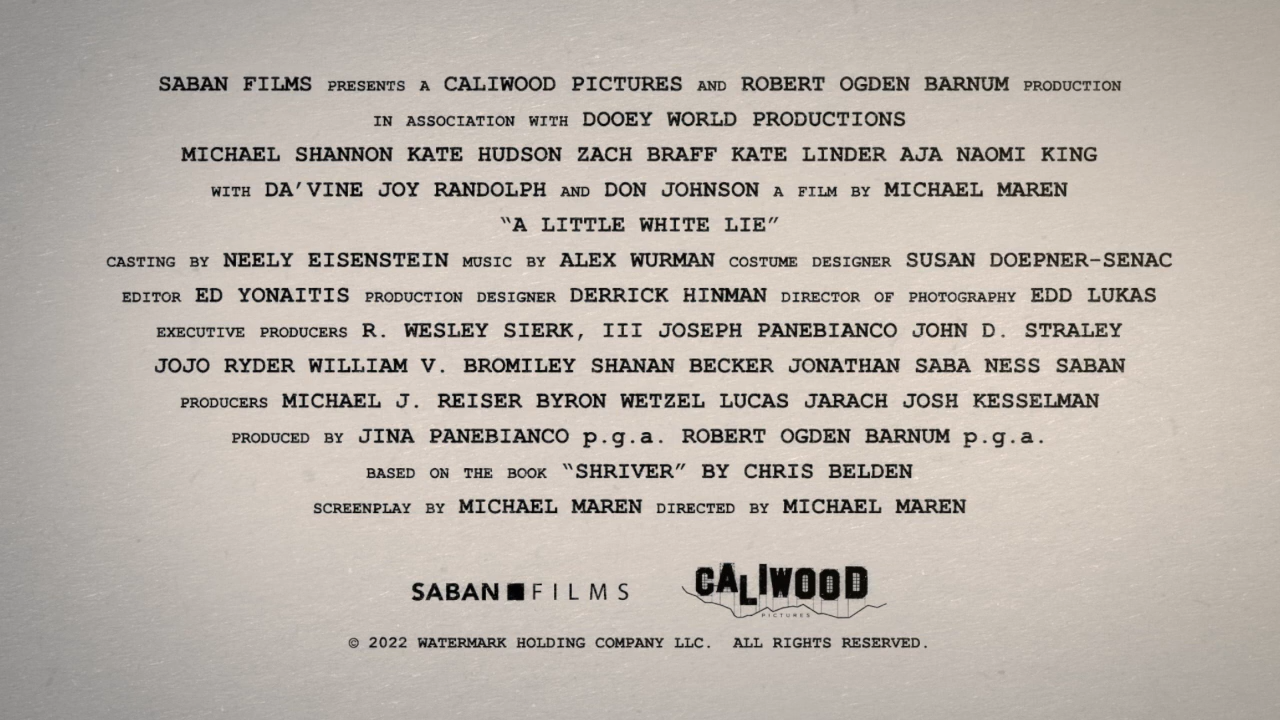 SABAN FILMS PRESENTS A CALIWOOD PICTURES AND ROBERT OGDEN BARNUM PRODUCTION
IN ASSOCIATION WITH DOOEY WORLD PRODUCTIONS
MICHAEL SHANNON KATE HUDSON ZACH BRAFF KATE LINDER AJA NAOMI KING
WITH DA'VINE JOY RANDOLPH AND DON JOHNSON A FILM BY MICHAEL MAREN
“A LITTLE WHITE LIE”
CASTING BY NEELY EISENSTEIN MUSIC BY ALEX WURMAN COSTUME DESIGNER SUSAN DOEPNER-SENAC
EDITOR ED YONAITIS PRODUCTION DESIGNER DERRICK HINMAN DIRECTOR OF PHOTOGRAPHY EDD LUKAS
EXECUTIVE PRODUCERS R. WESLEY SIERK, III JOSEPH PANEBIANCO JOHN D. STRALEY
JOJO RYDER WILLIAM V. BROMILEY SHANAN BECKER JONATHAN SABA NESS SABAN
PRODUCERS MICHAEL J. REISER BYRON WETZEL LUCAS JARACH JOSH KESSELMAN
PRODUCED BY JINA PANEBIANCO p.g.a. ROBERT OGDEN BARNUM p.g.a.
BASED ON THE BOOK “SHRIVER” BY CHRIS BELDEN
SCREENPLAY BY MICHAEL MAREN DIRECTED BY MICHAEL MAREN
SABAN FILMS
CALIWOOD
PICTURES
© 2022 WATERMARK HOLDING COMPANY LLC. ALL RIGHTS RESERVED.